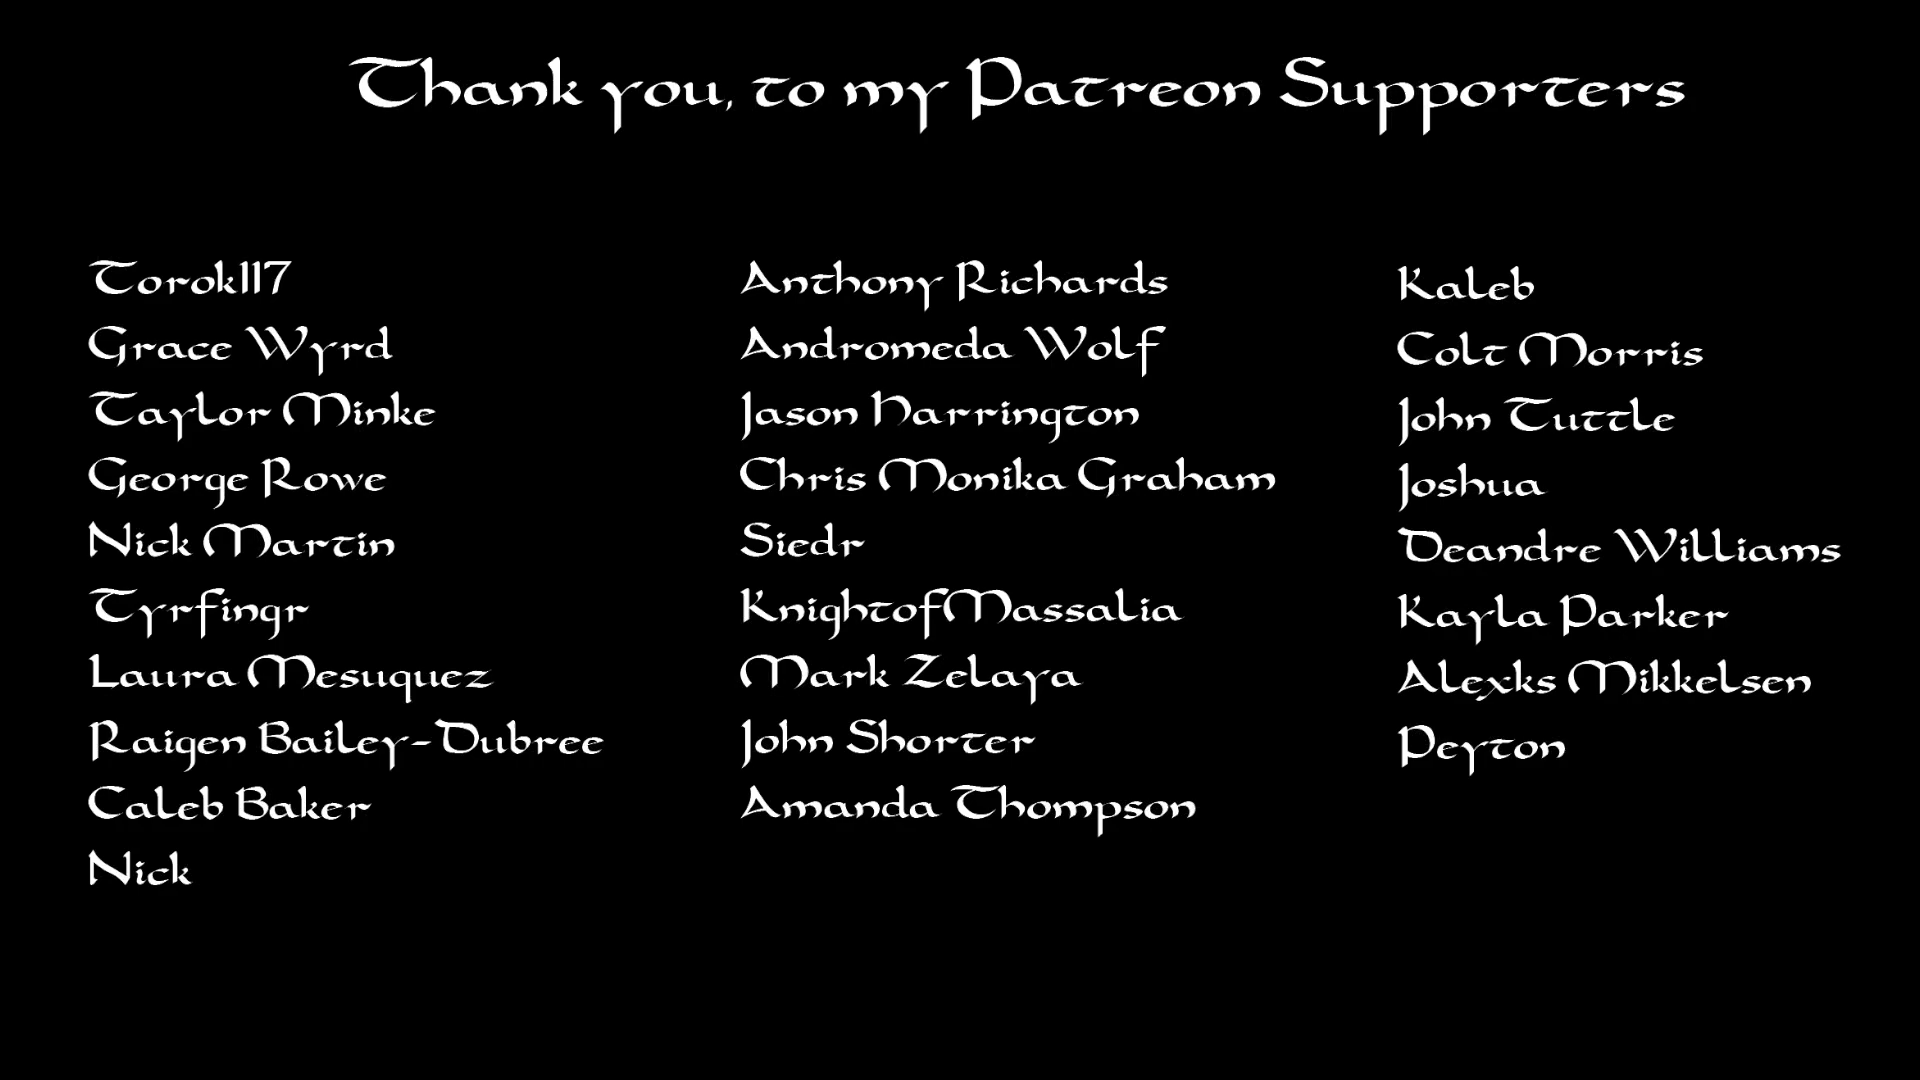 Thank you, to my Patreon Supporters
Torok117
Grace Wyrd
Taylor Minke
George Rowe
Nick Martin
Tyrfingr
Laura Mesuquez
Raigen Bailey-Dubree
Caleb Baker
Nick
Anthony Richards
Andromeda Wolf
Jason Harrington
Chris Monika Graham
Siedr
KnightofMassalia
Mark Zelaya
John Shorter
Amanda Thompson
Kaleb
Colt Morris
John Tuttle
Joshua
Deandre Williams
Kayla Parker
Alexks Mikkelsen
Peyton